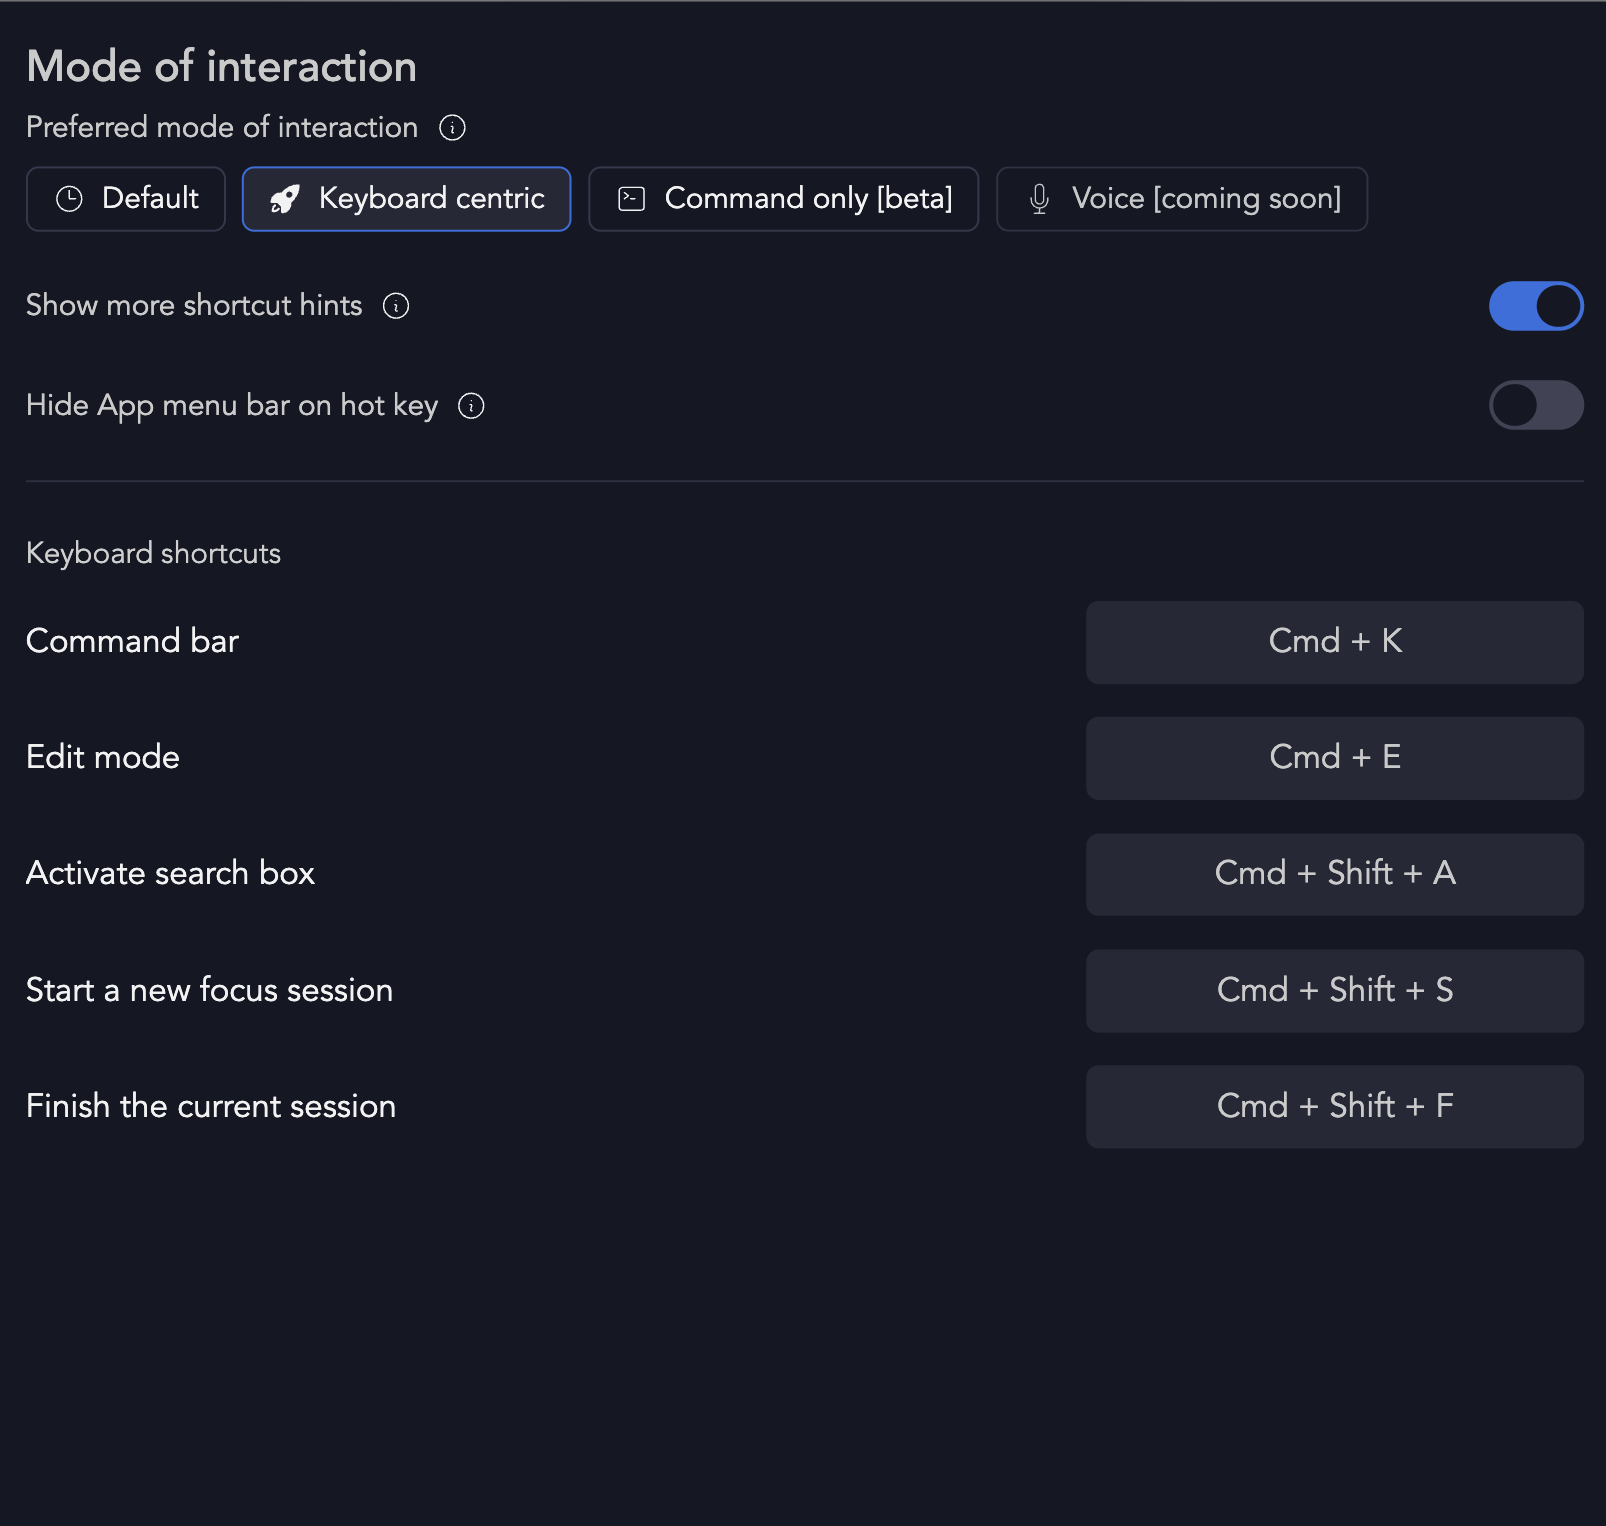 Mode of interaction
Preferred mode of interaction
Default
Keyboard centric
Command only [beta]
Voice [coming soon]
Show more shortcut hints
Hide App menu bar on hot key
Keyboard shortcuts
Command bar
Cmd + K
Edit mode
Cmd + E
Activate search box
Cmd + Shift + A
Start a new focus session
Cmd + Shift + S
Finish the current session
Cmd + Shift + F